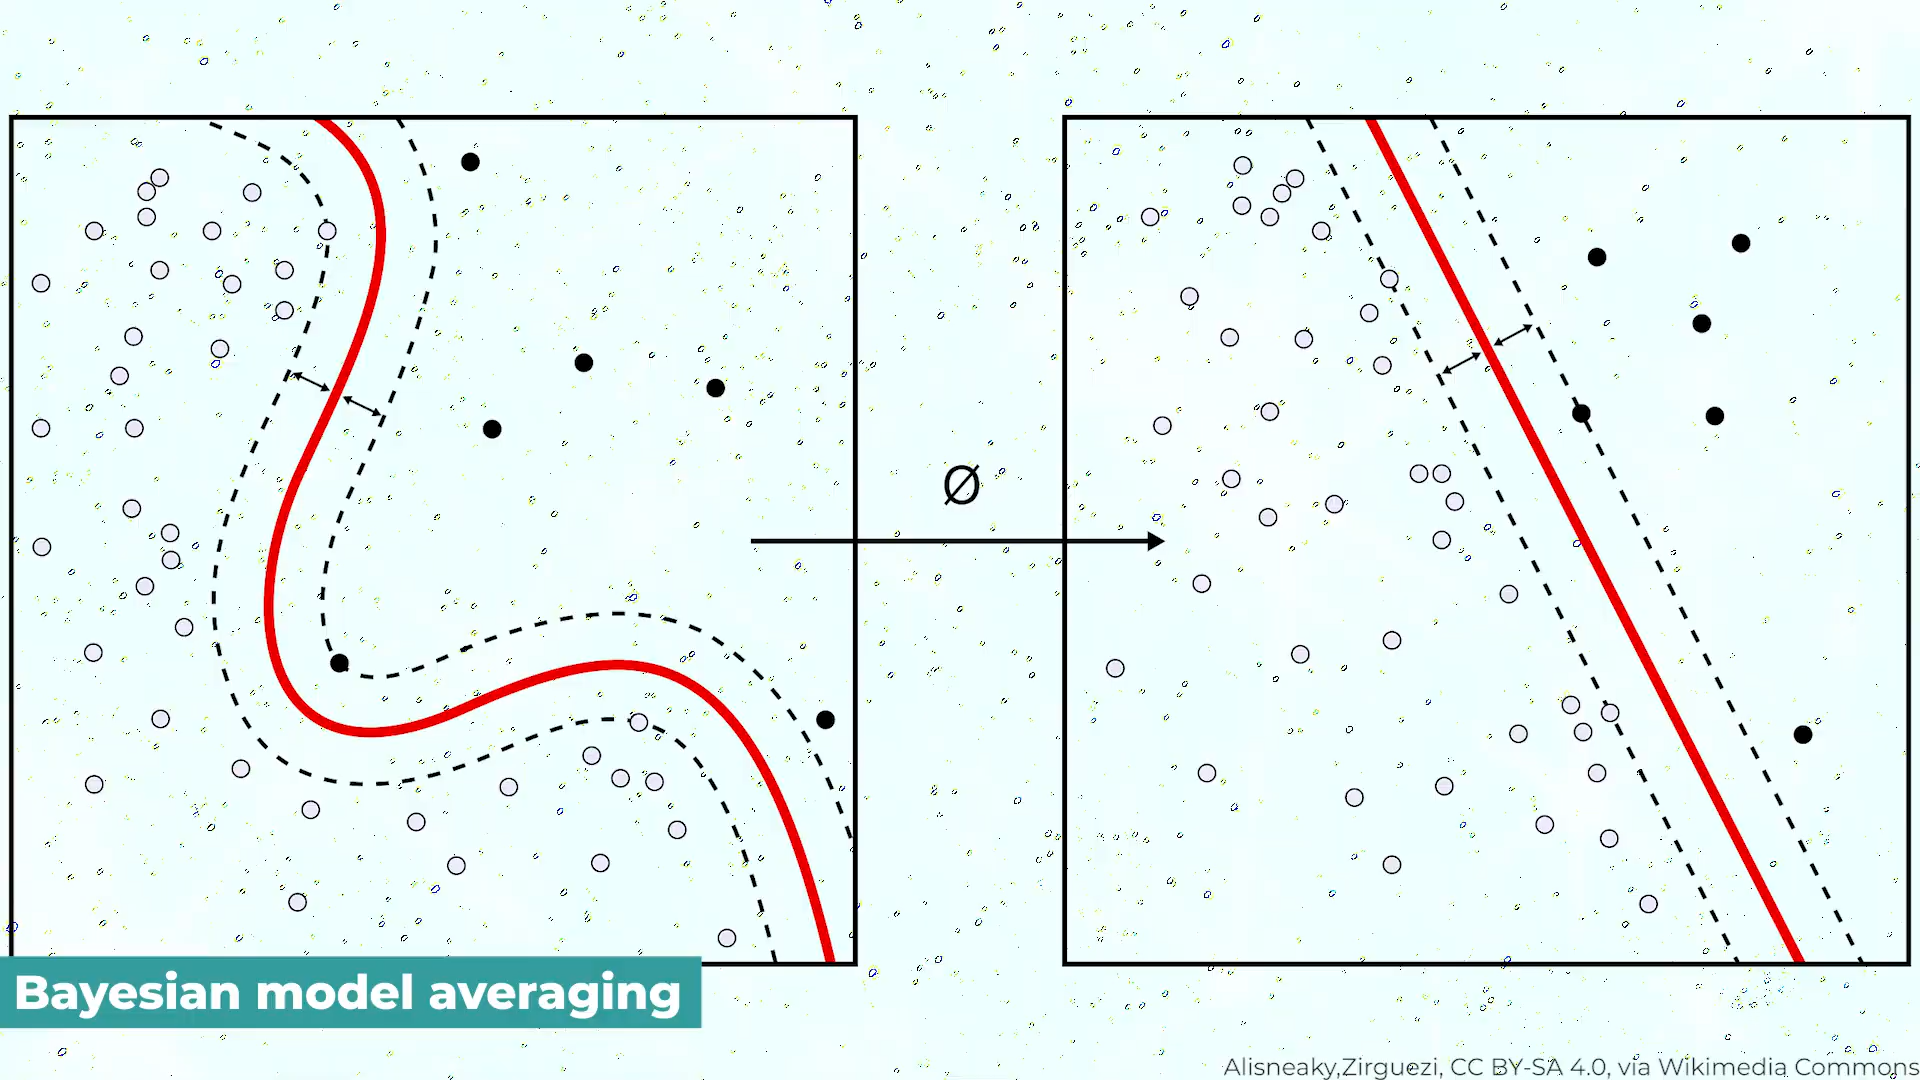 Ø
Bayesian model averaging
Alisneaky,Zirguezi, CC BY-SA 4.0, via Wikimedia Commons